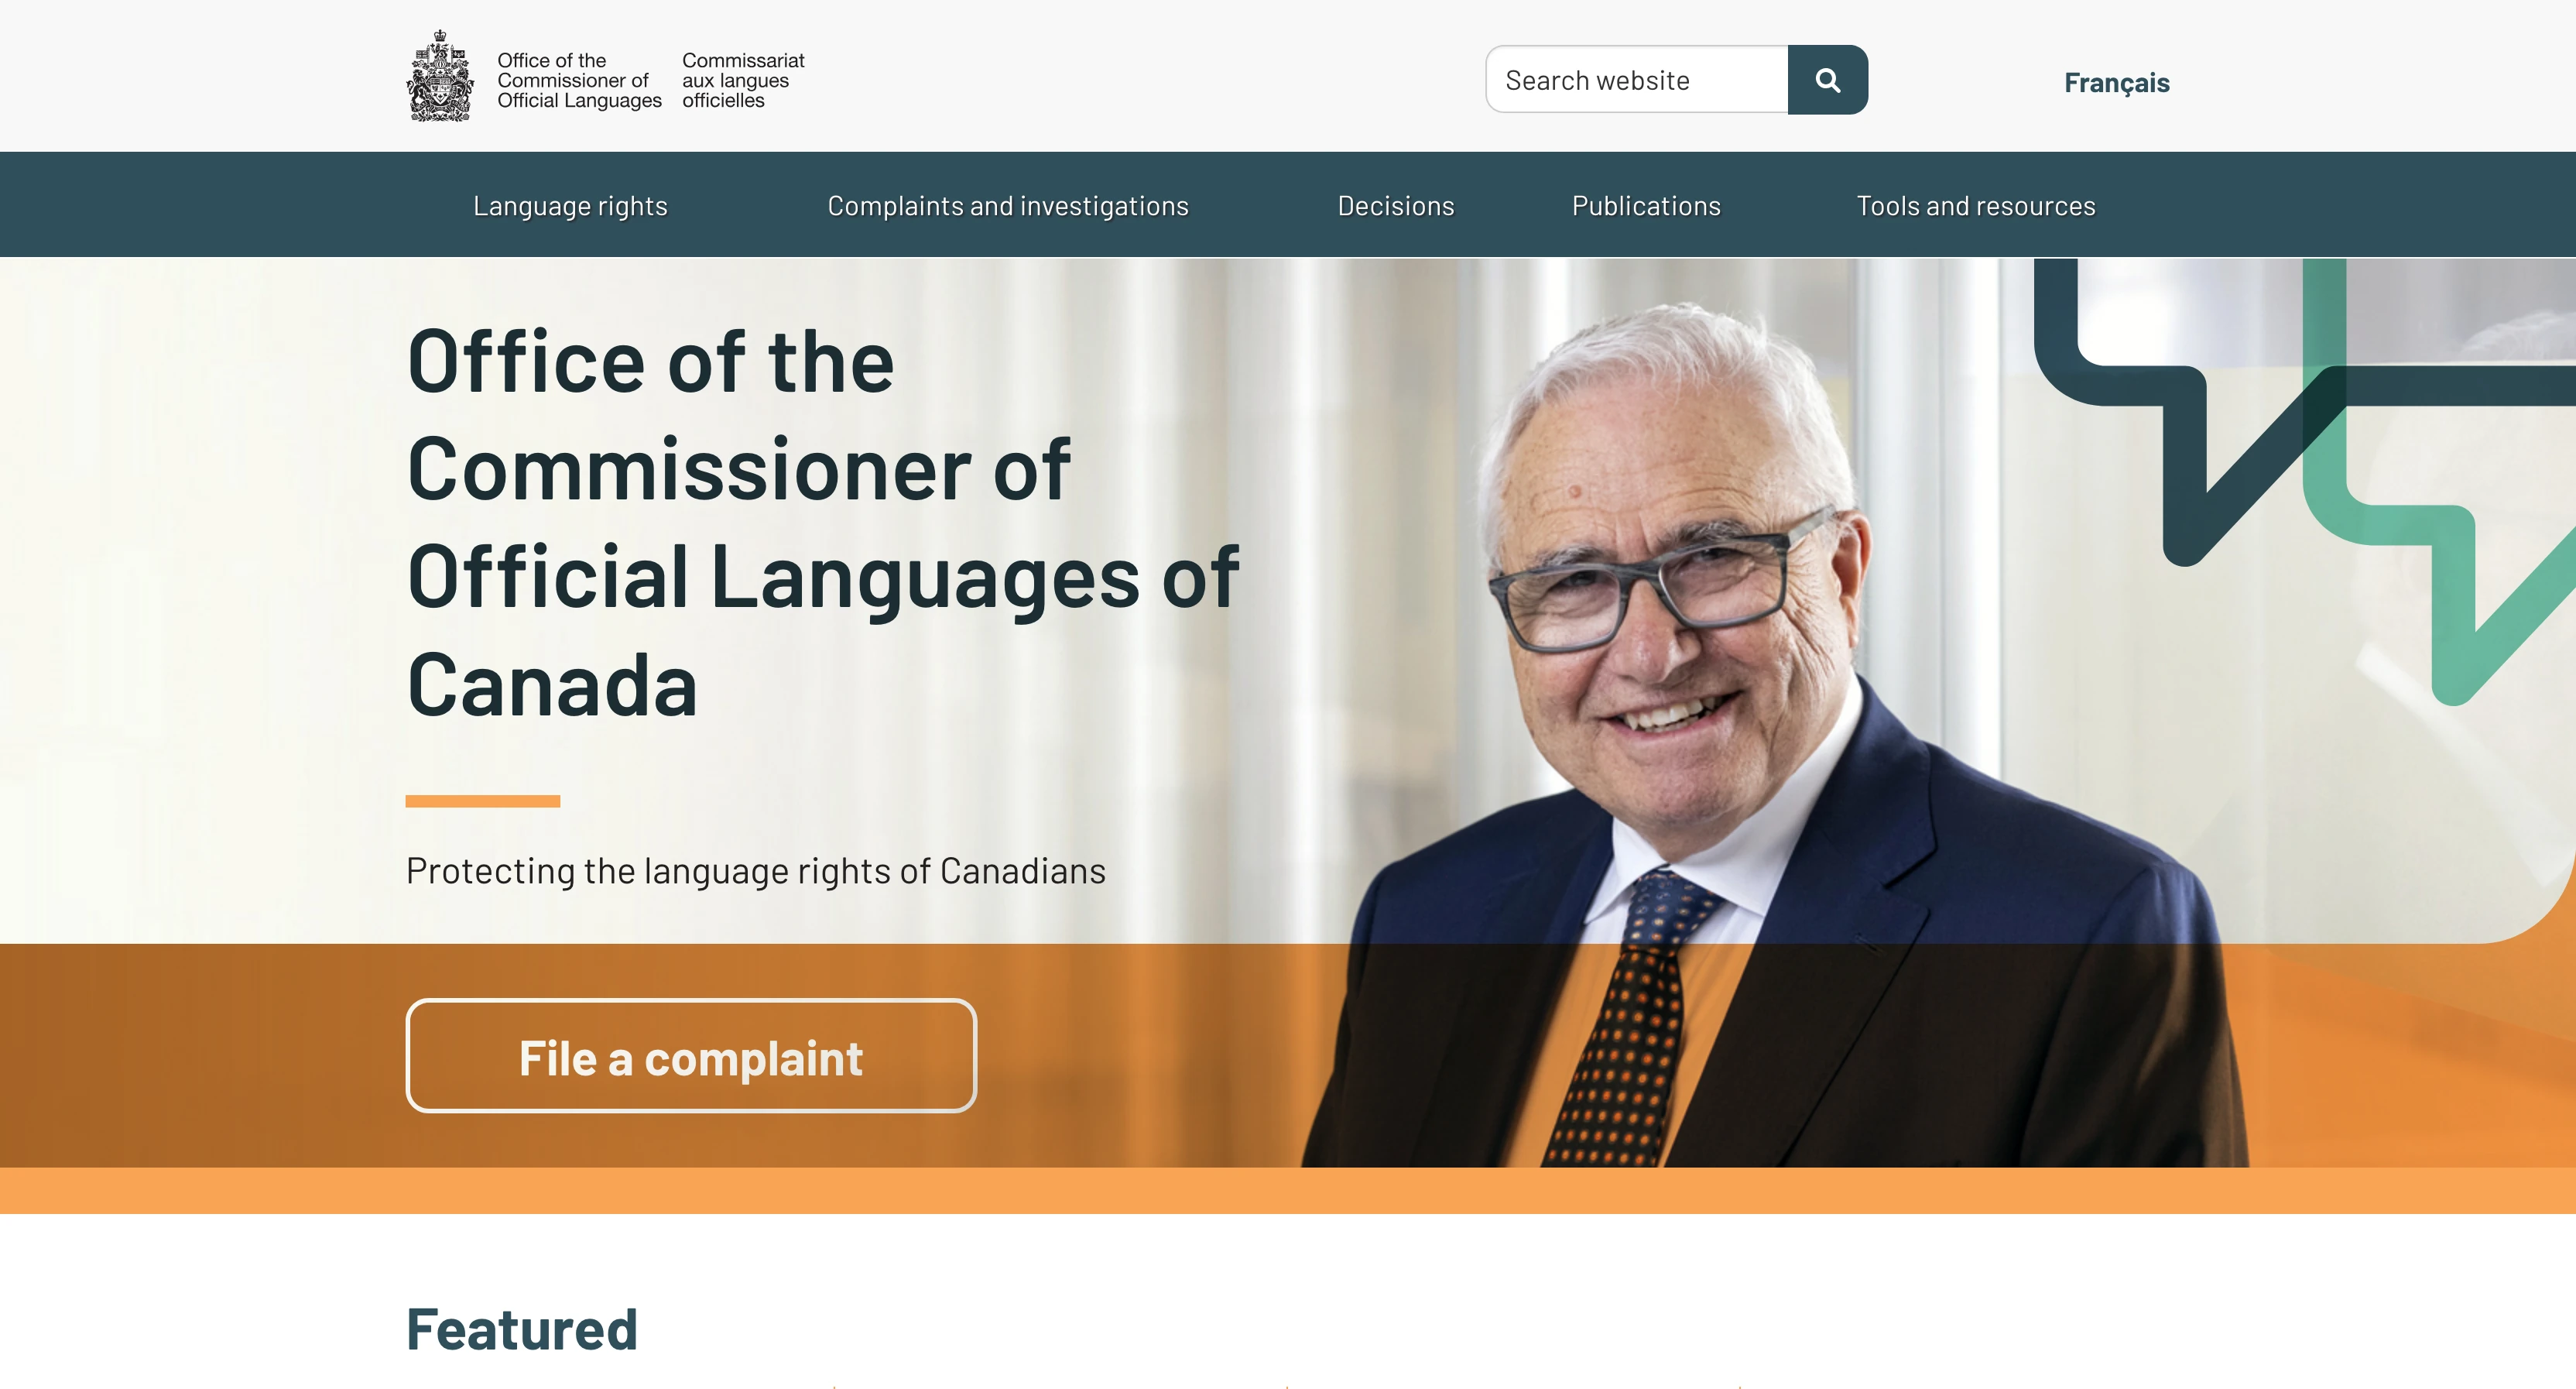 Office of the
Commissioner of
Official Languages
Commissariat
aux langues
officielles
Search website
Français
Language rights
Complaints and investigations
Decisions
Publications
Tools and resources
Office of the
Commissioner of
Official Languages of
Canada
Protecting the language rights of Canadians
File a complaint
Featured